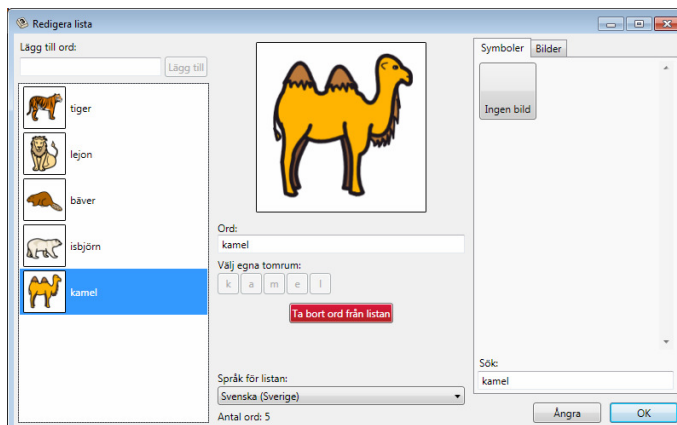 Redigera lista
Lägg till ord:
Lägg till
tiger
lejon
bäver
isbjörn
kamel
Ord:
kamel
Välj egna tomrum:
k a m e l
Ta bort ord från listan
Språk för listan:
Svenska (Sverige)
Antal ord: 5
Symboler Bilder
Ingen bild
Sök:
kamel
Ångra OK